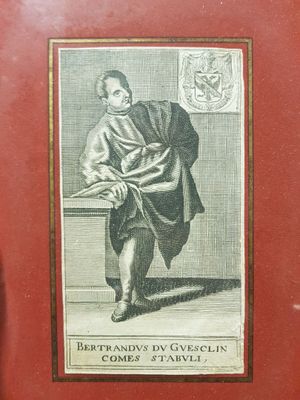 BERTRANDVS DV GVESCLIN
COMES STABVLI,